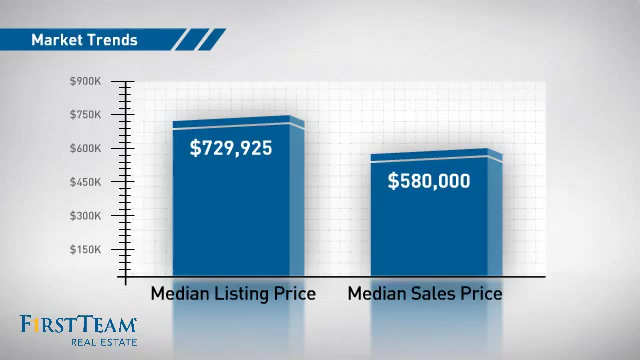 Market Trends
$900K
$750K
$600K
$450K
$300K
$150K
$729,925
$580,000
Median Listing Price
Median Sales Price
FIRSTTEAM®
REAL ESTATE